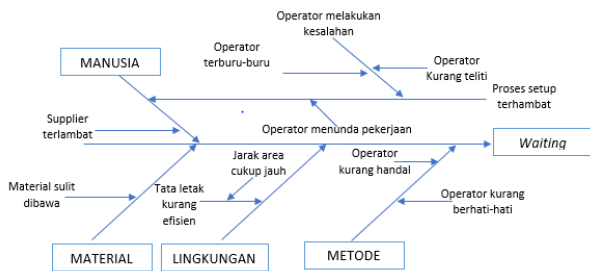 Operator melakukan
kesalahan
Operator
terburu-buru
MANUSIA
Operator
Kurang teliti
Proses setup
terhambat
Supplier
terlambat
Operator menunda pekerjaan
Waiting
Jarak area
cukup jauh
Operator
kurang handal
Material sulit
dibawa
Tata letak
kurang
efisien
Operator kurang
berhati-hati
MATERIAL
LINGKUNGAN
METODE